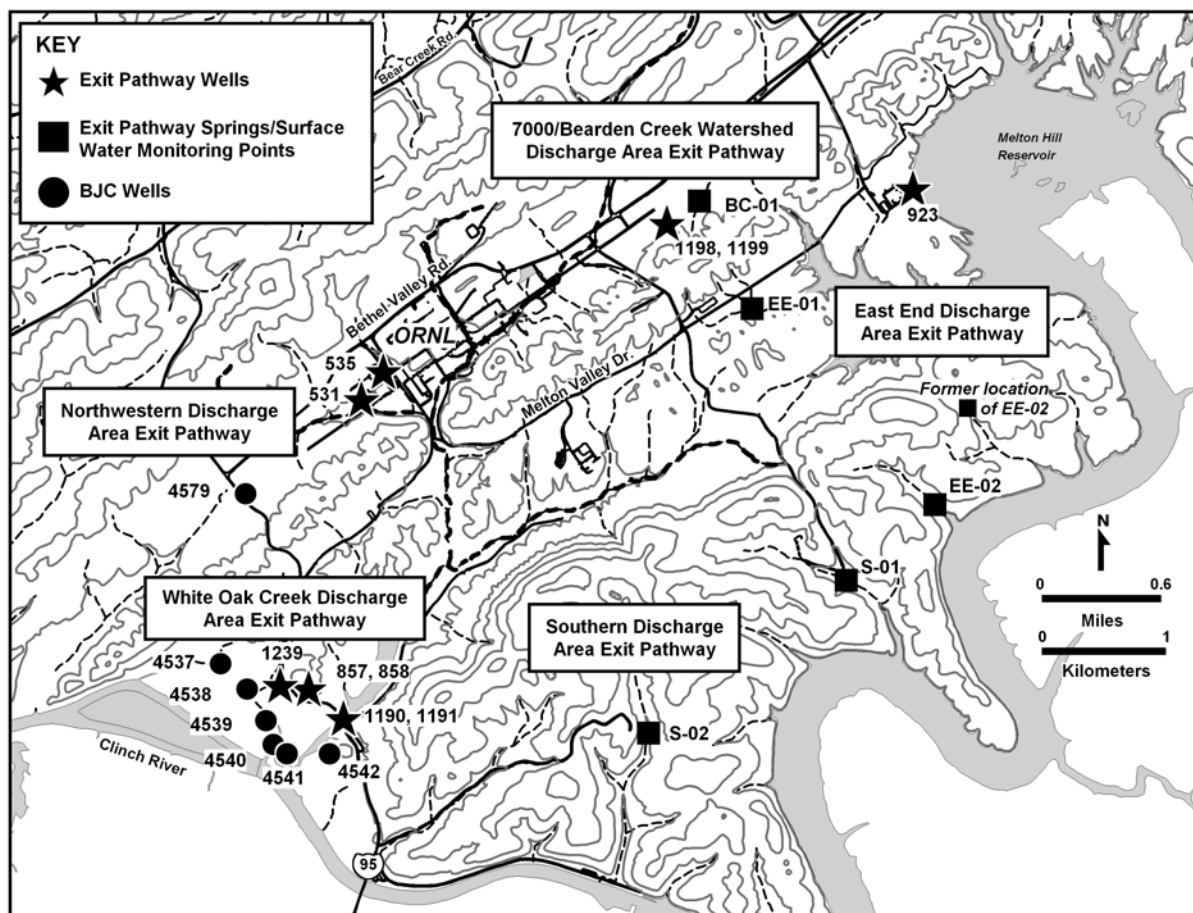 KEY
Exit Pathway Wells
Exit Pathway Springs/Surface
Water Monitoring Points
BJC Wells
Bear Creek Rd.
7000/Bearden Creek Watershed
Discharge Area Exit Pathway
Melton Hill
Reservoir
BC-01
923
1198, 1199
Bethel Valley Rd.
EE-01
East End Discharge
Area Exit Pathway
ORNL
535
531
Melton Valley Dr.
Northwestern Discharge
Area Exit Pathway
Former location
of EE-02
4579
EE-02
N
S-01
0 0.6
Miles
0 1
Kilometers
White Oak Creek Discharge
Area Exit Pathway
Southern Discharge
Area Exit Pathway
1239
4537
857, 858
4538
1190, 1191
4539
S-02
Clinch River
4540
4541
4542
95